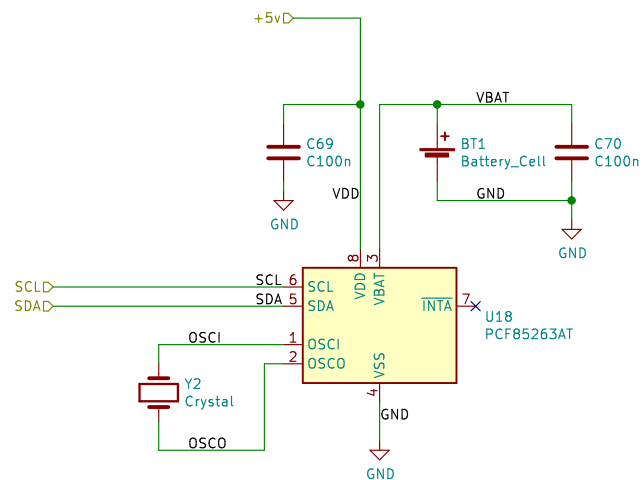 +5v
VBAT
C69
C100n
BT1
Battery_Cell
C70
C100n
VDD
GND
GND
GND
8
3
SCL
SCL
6
SCL
VDD
VBAT
SDA
SDA
5
SDA
INTA
7
U18
PCF85263AT
OSCI
1
OSCI
2
OSCO
VSS
Y2
Crystal
4
GND
OSCO
GND